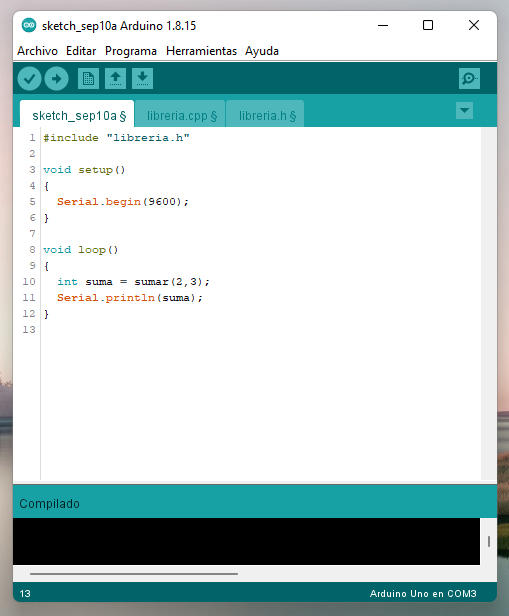 sketch_sep10a Arduino 1.8.15
Archivo Editar Programa Herramientas Ayuda
sketch_sep10a § libreria.cpp § libreria.h §
1 #include "libreria.h"
2
3 void setup()
4 {
5 Serial.begin(9600);
6 }
7
8 void loop()
9 {
10 int suma = sumar(2,3);
11 Serial.println(suma);
12 }
13
Compilado
13 Arduino Uno en COM3